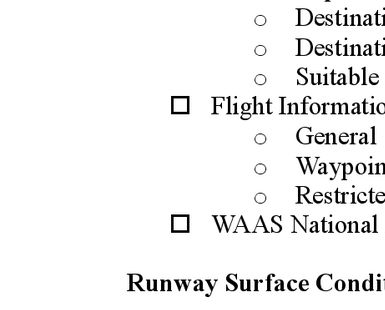 ○ Destinati
○ Destinati
○ Suitable
☐ Flight Informatio
○ General
○ Waypoin
○ Restricte
☐ WAAS National
Runway Surface Condit